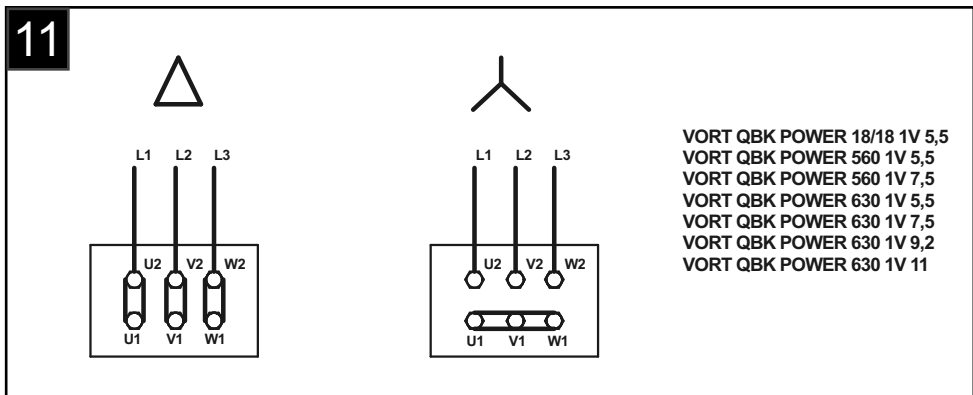 11
L1 L2 L3
U2 V2 W2
U1 V1 W1
L1 L2 L3
U2 V2 W2
U1 V1 W1
VORT QBK POWER 18/18 1V 5,5
VORT QBK POWER 560 1V 5,5
VORT QBK POWER 560 1V 7,5
VORT QBK POWER 630 1V 5,5
VORT QBK POWER 630 1V 7,5
VORT QBK POWER 630 1V 9,2
VORT QBK POWER 630 1V 11